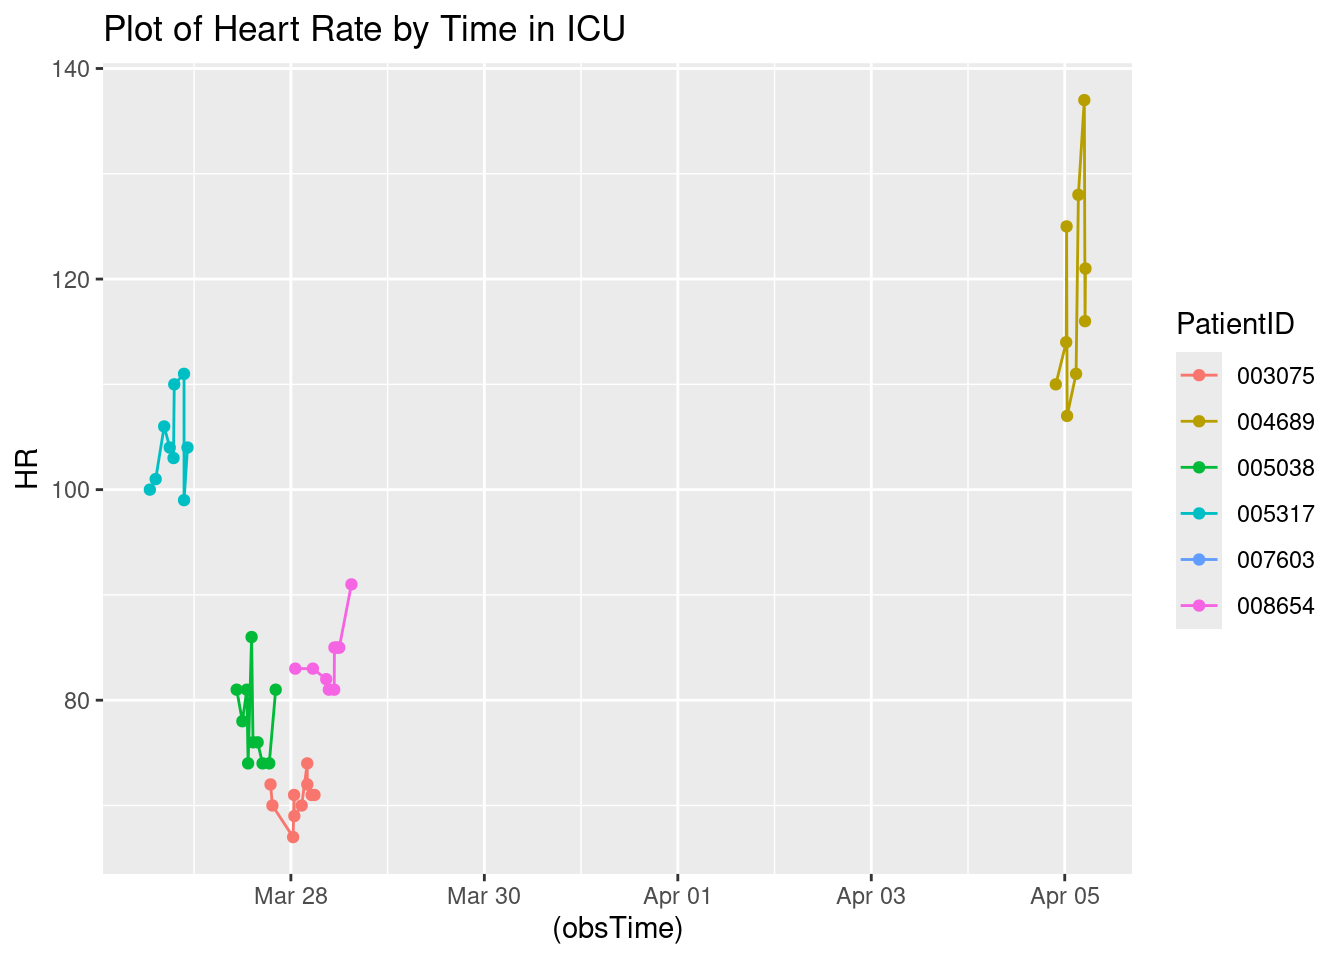 Plot of Heart Rate by Time in ICU
140
120
100
80
HR
Mar 28 Mar 30 Apr 01 Apr 03 Apr 05
(obsTime)
PatientID
003075
004689
005038
005317
007603
008654